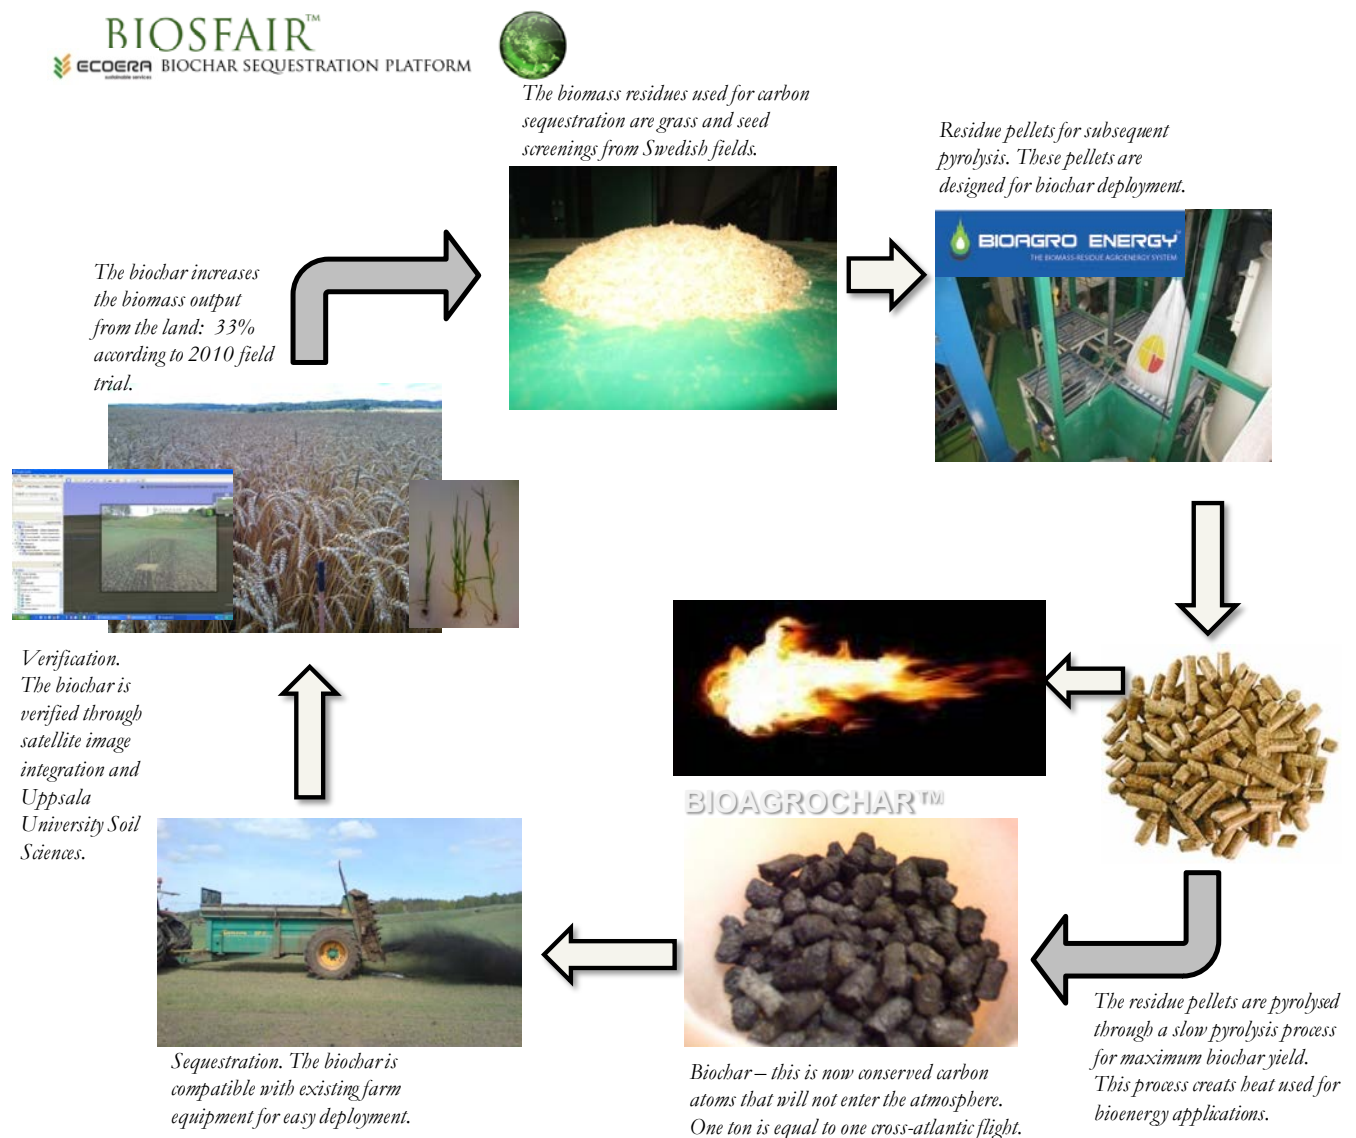 BIOSFAIR™
ECOERA BIOCHAR SEQUESTRATION PLATFORM
sustainable services
The biomass residues used for carbon
sequestration are grass and seed
screenings from Swedish fields.
Residue pellets for subsequent
pyrolysis. These pellets are
designed for biochar deployment.
BIOAGRO ENERGY™
THE BIOMASS-RESIDUE AGROENERGY SYSTEM
The biochar increases
the biomass output
from the land: 33%
according to 2010 field
trial.
Verification.
The biochar is
verified through
satellite image
integration and
Uppsala
University Soil
Sciences.
BIOAGROCHAR™
The residue pellets are pyrolysed
through a slow pyrolysis process
for maximum biochar yield.
This process creats heat used for
bioenergy applications.
Biochar – this is now conserved carbon
atoms that will not enter the atmosphere.
One ton is equal to one cross-atlantic flight.
Sequestration. The biochar is
compatible with existing farm
equipment for easy deployment.